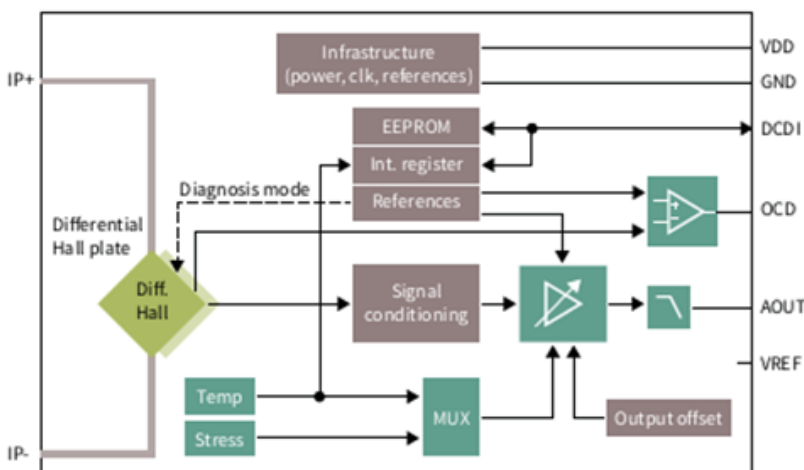 Infrastructure
(power, clk, references)
VDD
GND
IP+
EEPROM
DCDI
Int. register
Diagnosis mode
References
OCD
Differential
Hall plate
Diff.
Hall
Signal
conditioning
AOUT
VREF
Temp
MUX
Output offset
Stress
IP-